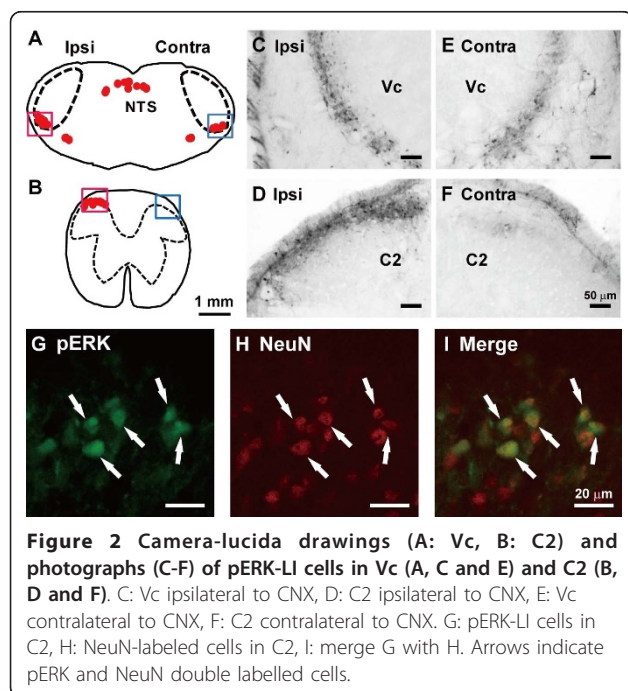 A
Ipsi
Contra
NTS
C Ipsi
Vc
E Contra
Vc
B
1 mm
D Ipsi
C2
F Contra
C2
50 μm
G pERK
H NeuN
I Merge
20 μm
Figure 2 Camera-lucida drawings (A: Vc, B: C2) and
photographs (C-F) of pERK-LI cells in Vc (A, C and E) and C2 (B,
D and F). C: Vc ipsilateral to CNX, D: C2 ipsilateral to CNX, E: Vc
contralateral to CNX, F: C2 contralateral to CNX. G: pERK-LI cells in
C2, H: NeuN-labeled cells in C2, I: merge G with H. Arrows indicate
pERK and NeuN double labelled cells.